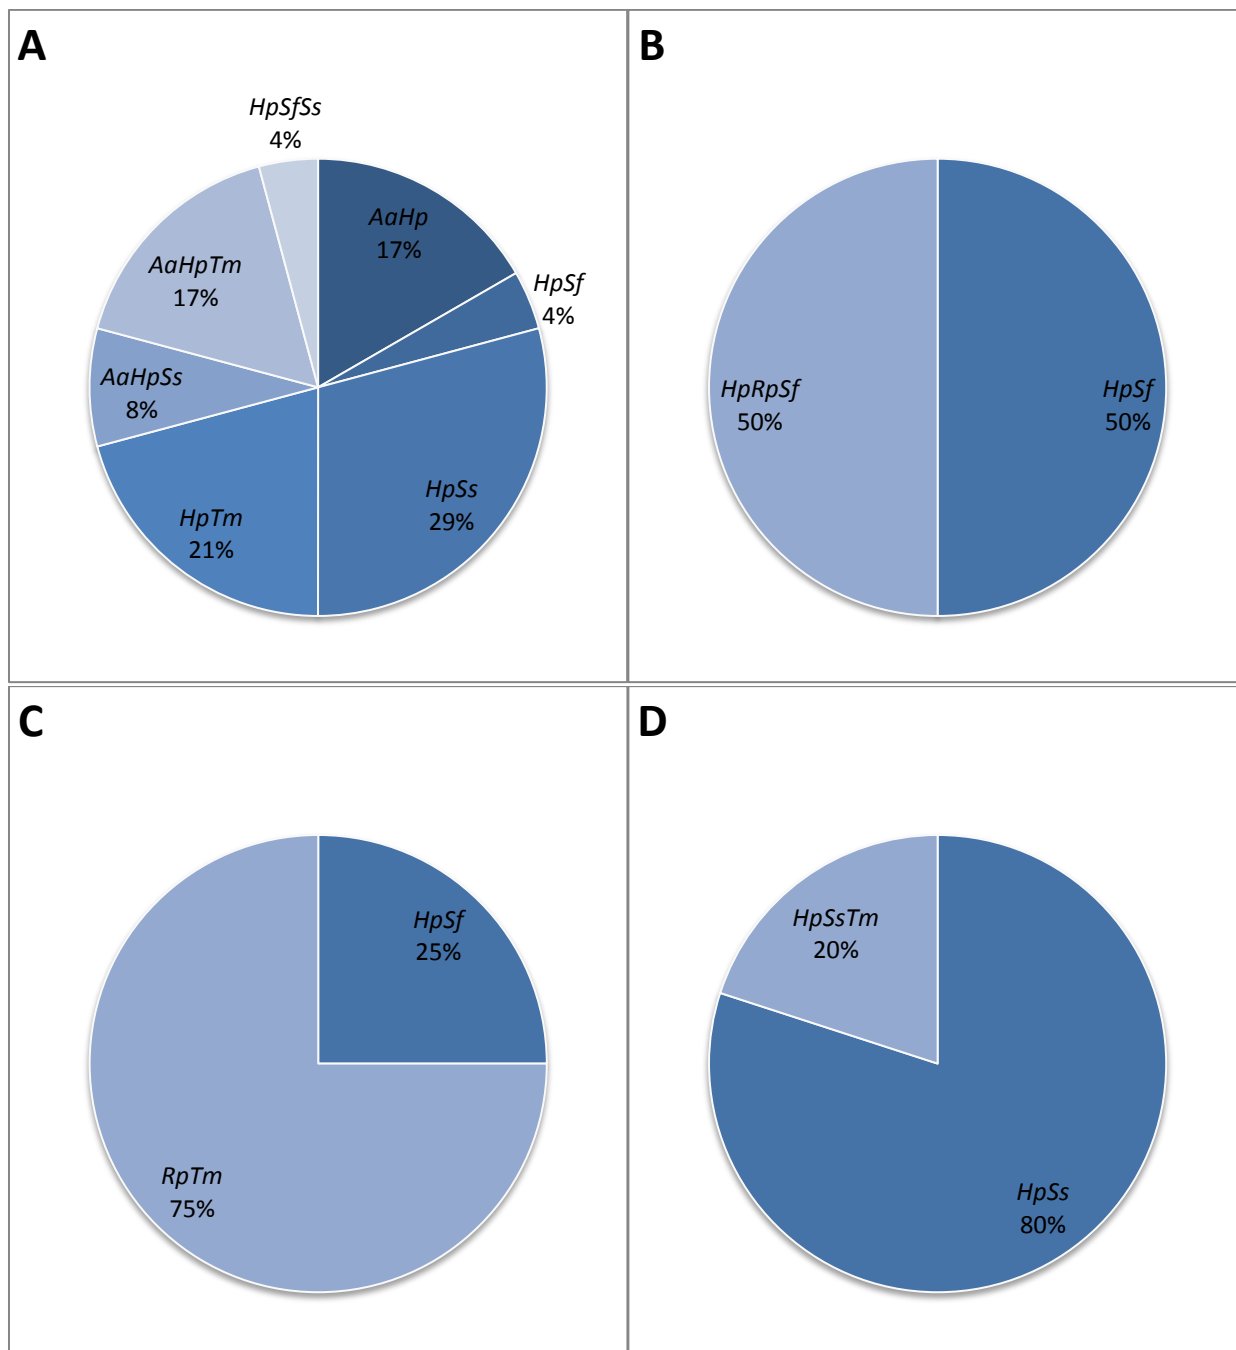 A
HpSfSs
4%
AaHp
17%
HpSf
4%
AaHpTm
17%
AaHpSs
8%
HpSs
29%
HpTm
21%
B
HpRpSf
50%
HpSf
50%
C
HpSf
25%
RpTm
75%
D
HpSsTm
20%
HpSs
80%